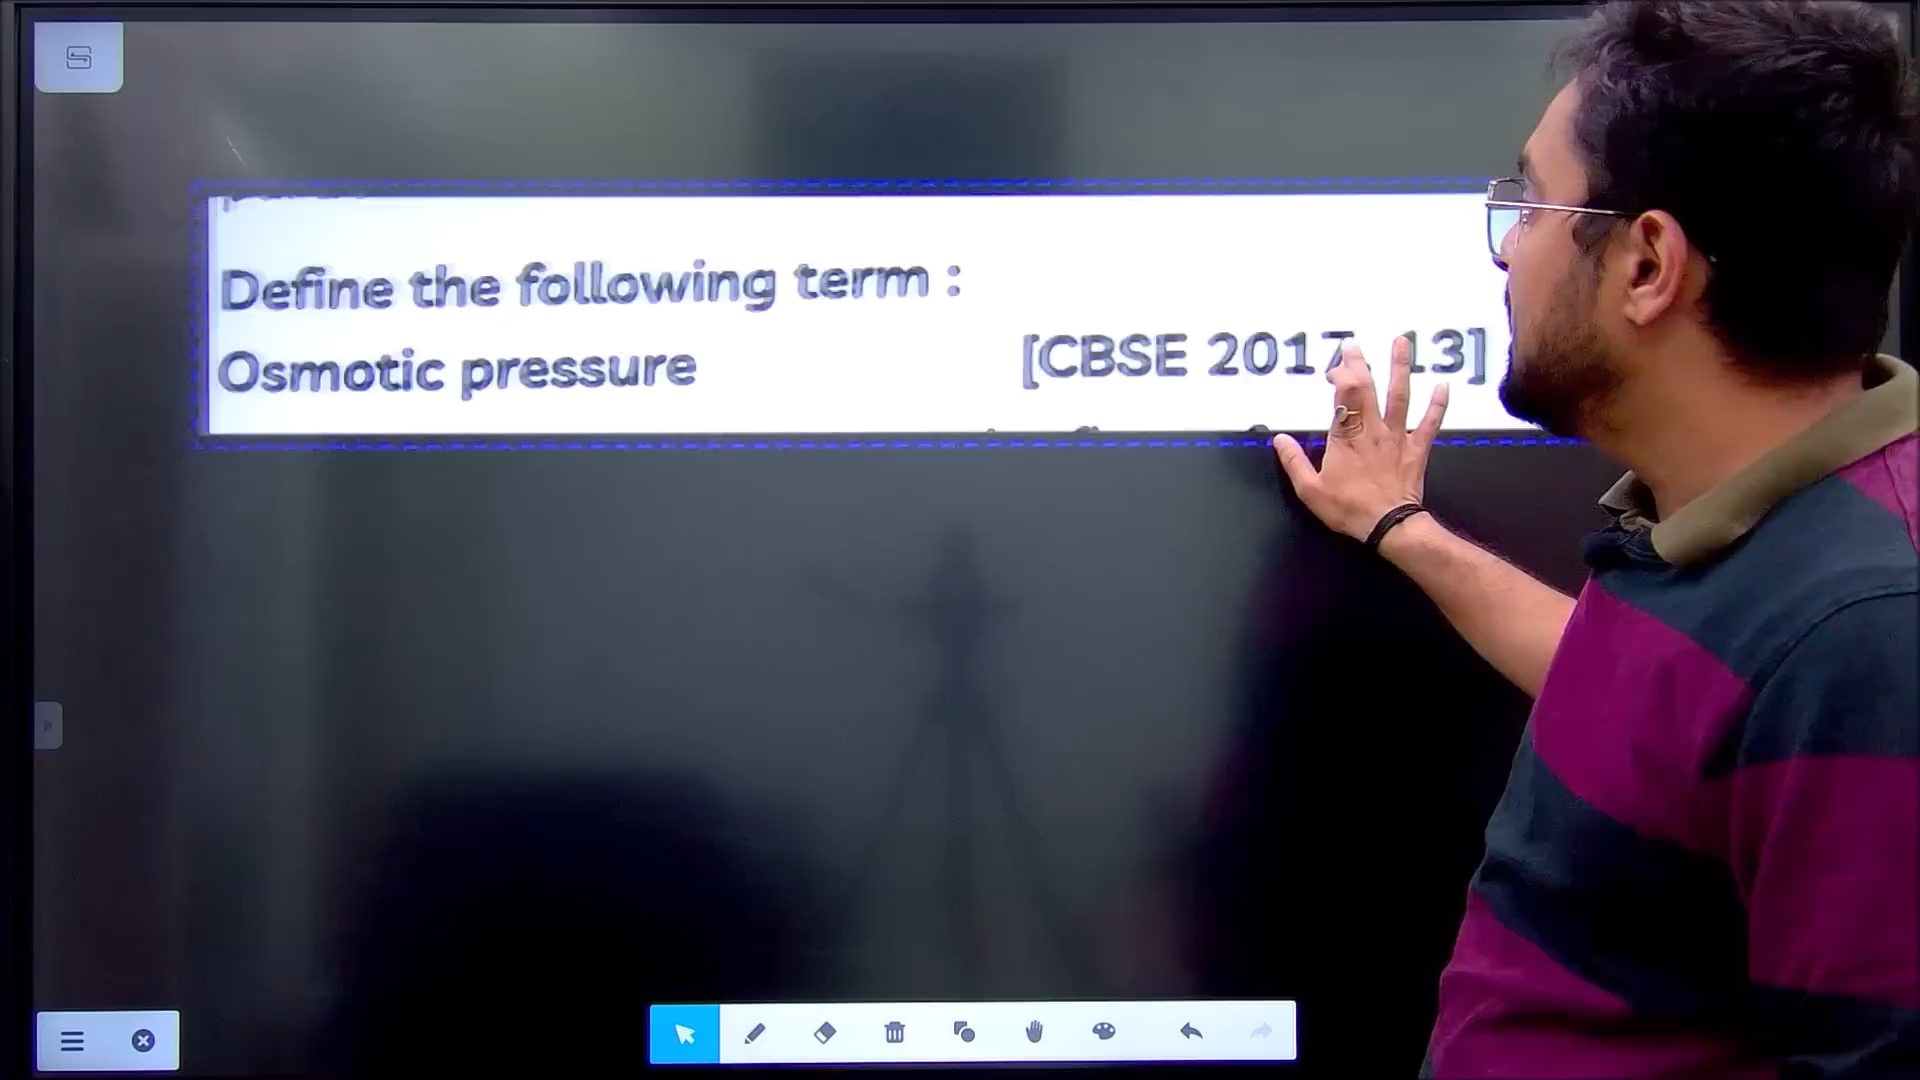 Define the following term :
Osmotic pressure [CBSE 2017, 13]